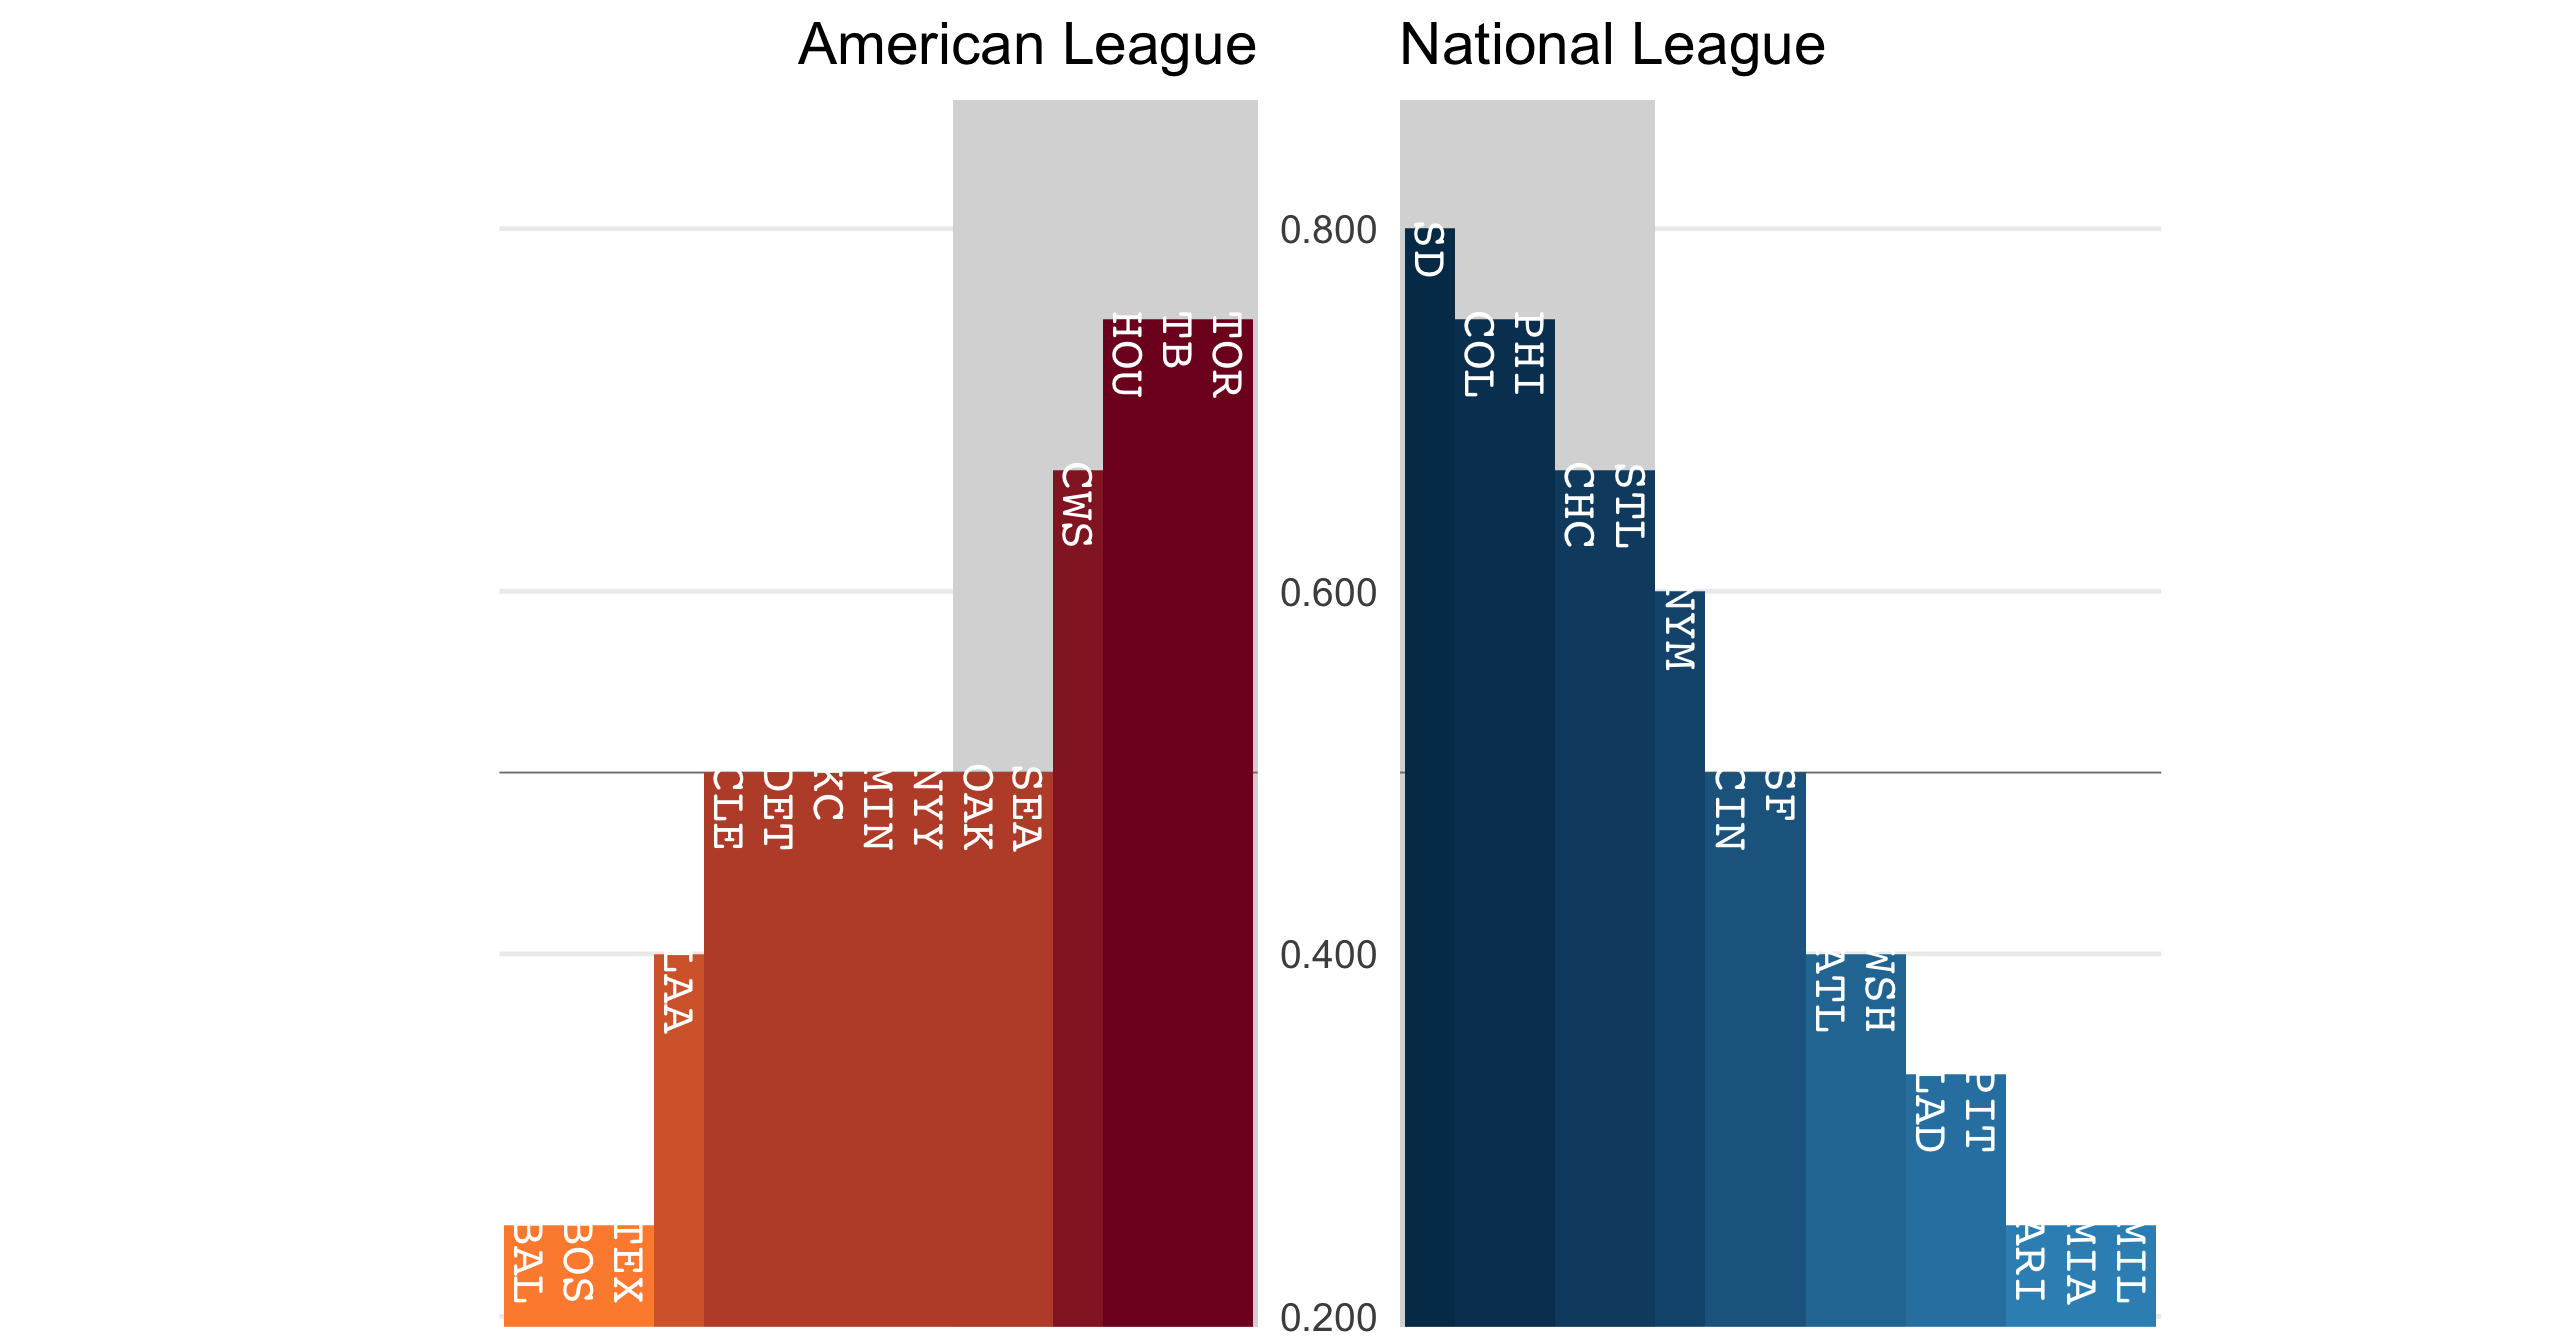 American League
National League
0.800
0.600
0.400
0.200
BAL
BOS
TEX
LAA
CLE
DET
KC
MIN
NYY
OAK
SEA
CWS
HOU
TB
TOR
SD
COL
PHI
CHC
STL
NYM
CIN
SF
ATL
WSH
LAD
PIT
ARI
MIA
MIL